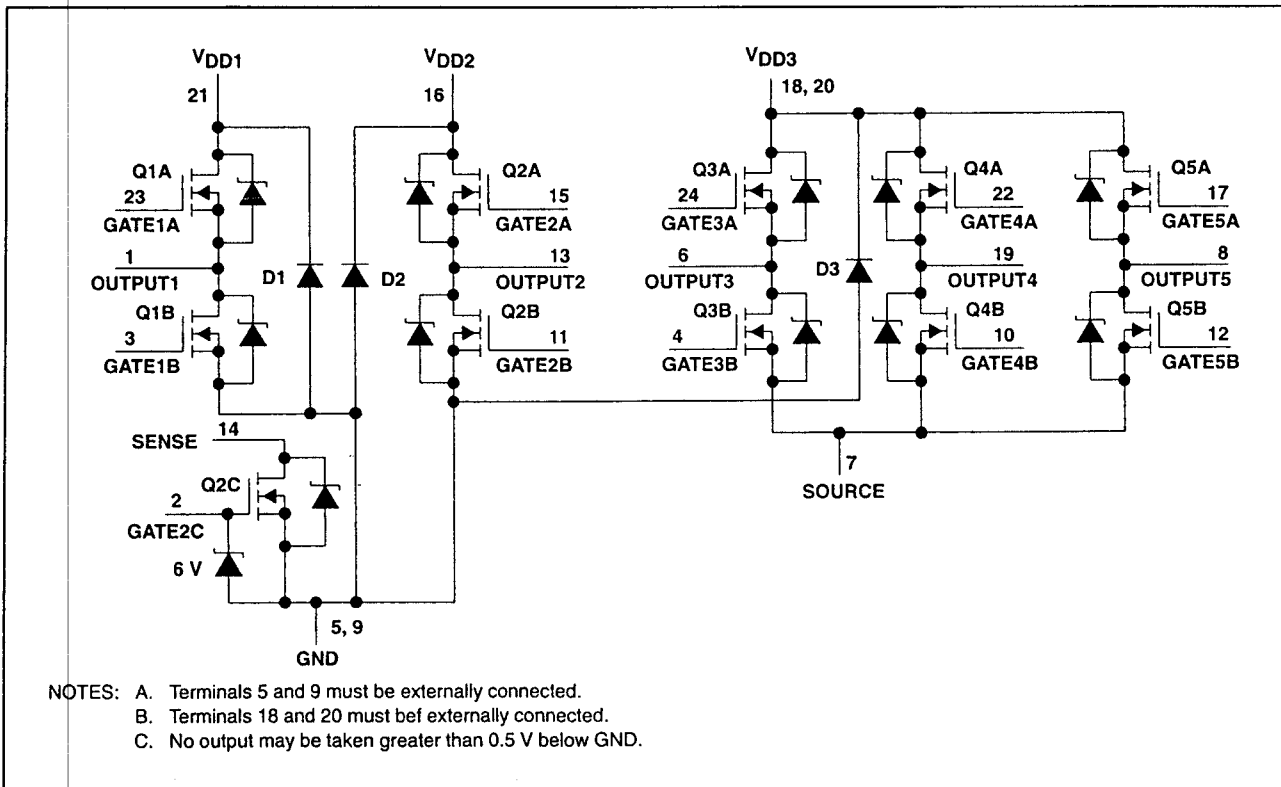 VDD1
VDD2
VDD3
21
16
18, 20
Q1A
Q2A
Q3A
Q4A
Q5A
23
15
24
22
17
GATE1A
GATE2A
GATE3A
GATE4A
GATE5A
1
13
6
19
8
OUTPUT1
D1
D2
OUTPUT2
OUTPUT3
D3
OUTPUT4
OUTPUT5
Q1B
Q2B
Q3B
Q4B
Q5B
3
11
4
10
12
GATE1B
GATE2B
GATE3B
GATE4B
GATE5B
14
SENSE
7
SOURCE
Q2C
2
GATE2C
6 V
5, 9
GND
NOTES: A. Terminals 5 and 9 must be externally connected.
B. Terminals 18 and 20 must bef externally connected.
C. No output may be taken greater than 0.5 V below GND.